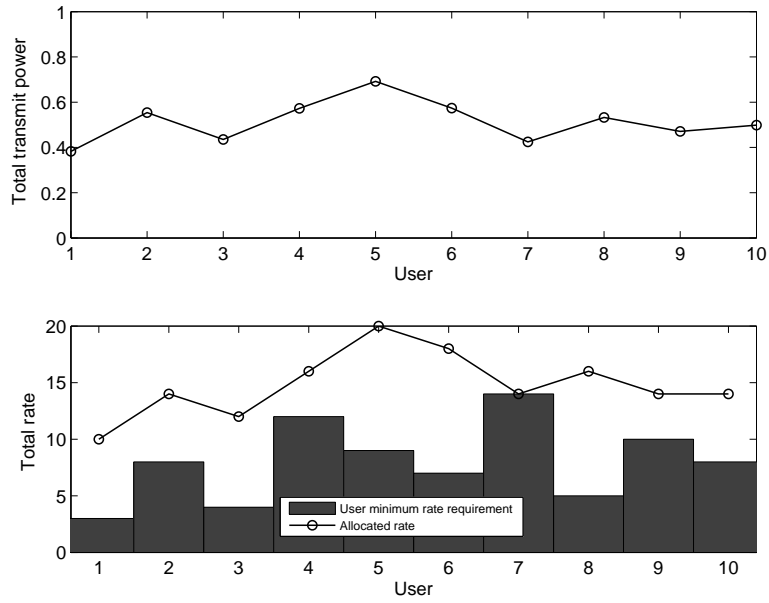 1
0.8
0.6
0.4
0.2
0
Total transmit power
1 2 3 4 5 6 7 8 9 10
User
20
15
10
5
0
Total rate
User minimum rate requirement
Allocated rate
1 2 3 4 5 6 7 8 9 10
User